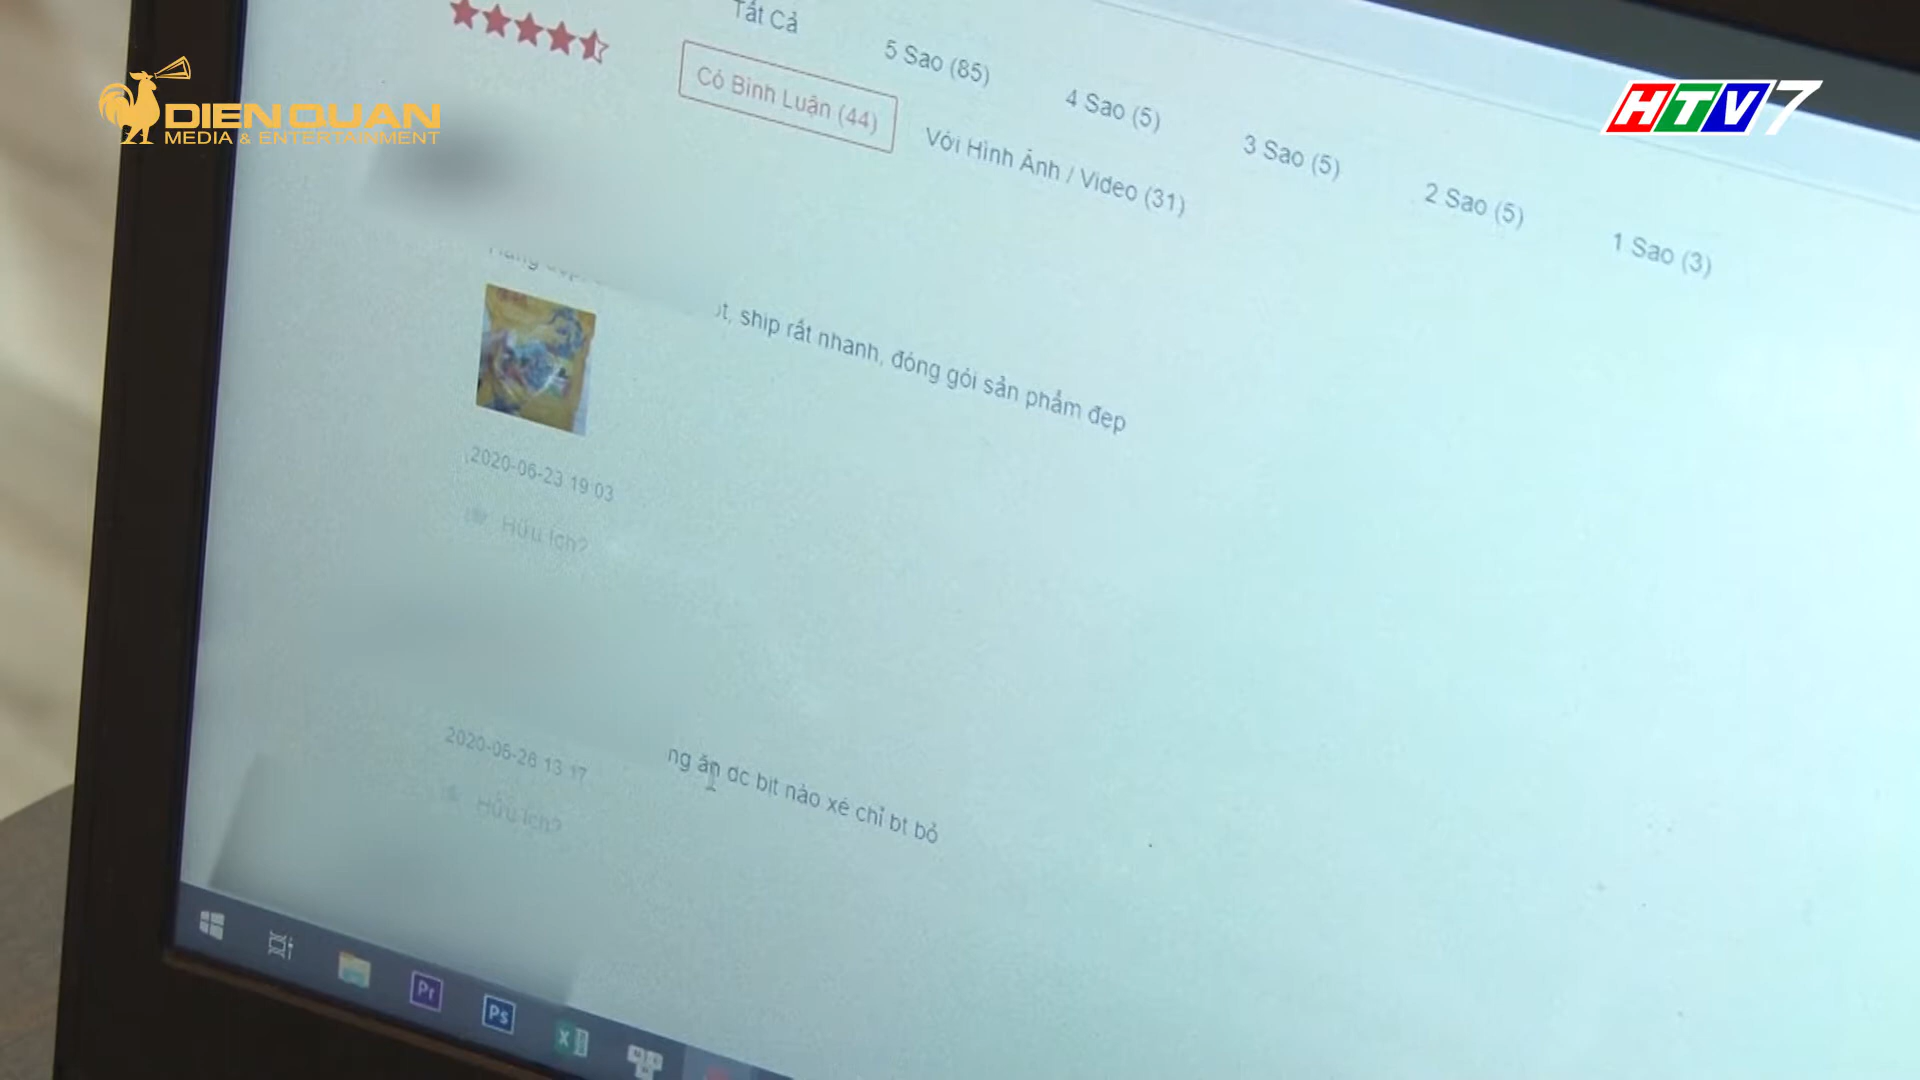 DIEN QUAN
MEDIA & ENTERTAINMENT
HTV7
Tất Cả
5 Sao (85)
4 Sao (5)
3 Sao (5)
2 Sao (5)
1 Sao (3)
Có Bình Luận (44)
Với Hình Ảnh / Video (31)
ship rất nhanh, đóng gói sản phẩm đẹp
2020-06-23 19:03
Hữu ích?
ng ăn dc bịt nào xé chỉ bt bỏ
2020-06-26 13:17
Hữu ích?
Pr
Ps